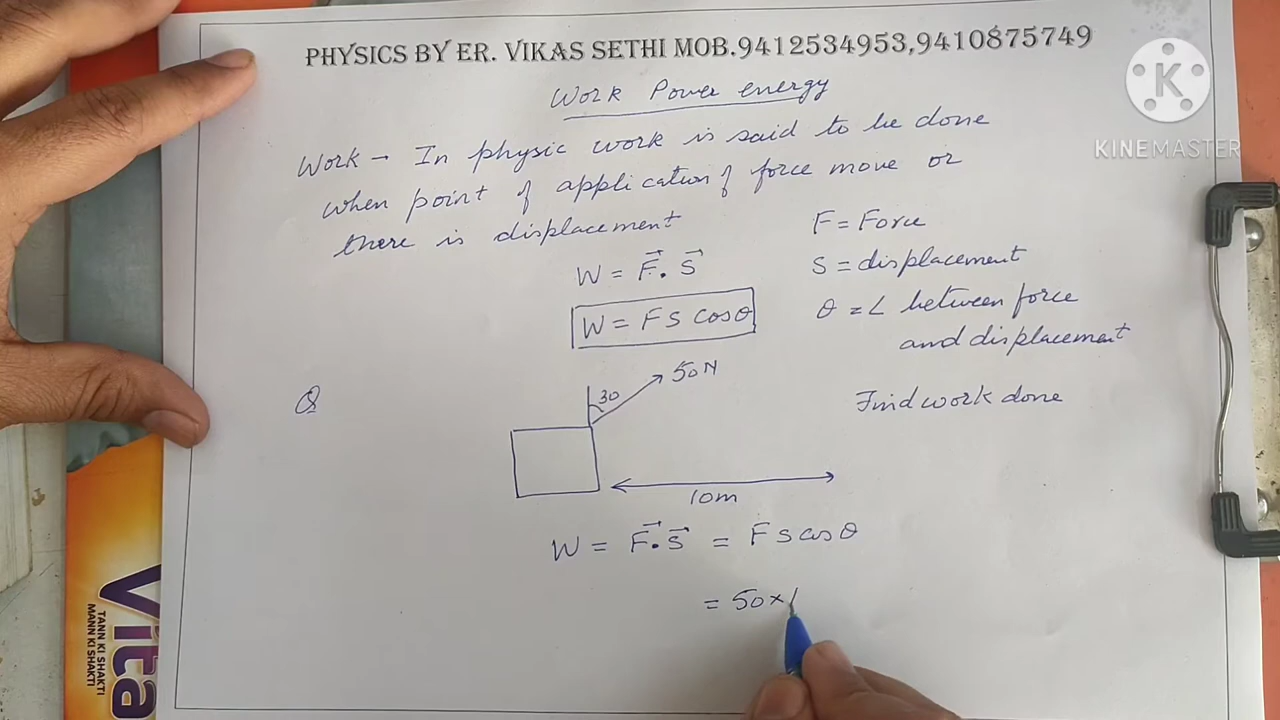 PHYSICS BY ER. VIKAS SETHI MOB.9412534953,9410875749
K
KINEMASTER
Work Power energy
Work - In physic work is said to be done
when point of application of force move or
there is displacement
F = Force
W = F⃗ . S⃗
S = displacement
W = F S cosθ
θ = ∠ between force
and displacement
Q
30
50N
Find work done
10m
W = F⃗.s⃗ = F s cos θ
= 50×1
Vita
TANN KI SHAKTI
MANN KI SHAKTI